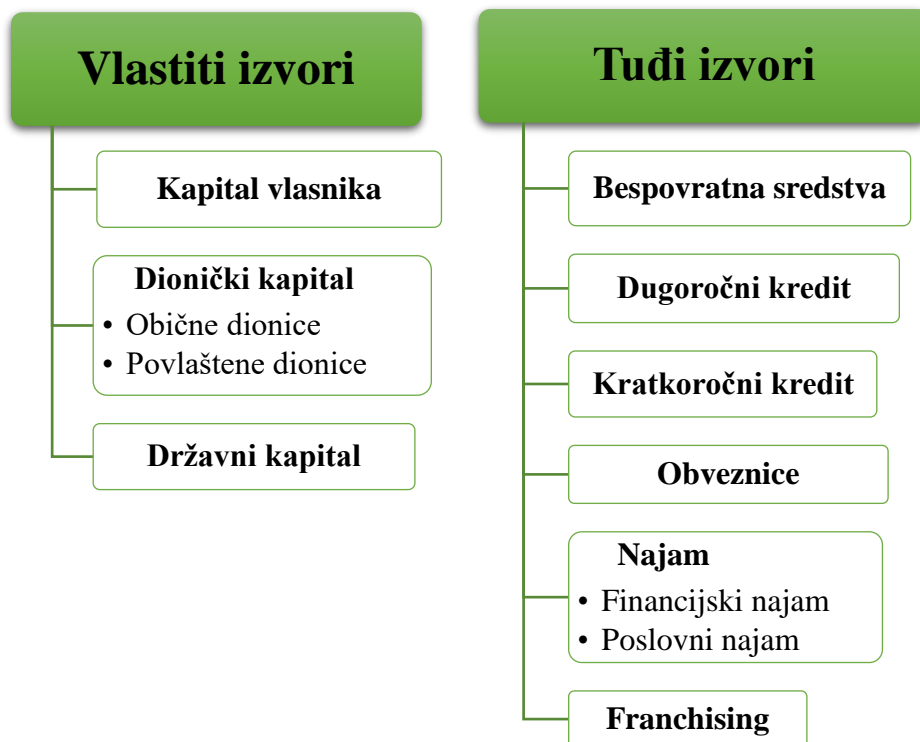 Vlastiti izvori
Kapital vlasnika
Dionički kapital
• Obične dionice
• Povlaštene dionice
Državni kapital
Tuđi izvori
Bespovratna sredstva
Dugoročni kredit
Kratkoročni kredit
Obveznice
Najam
• Financijski najam
• Poslovni najam
Franchising